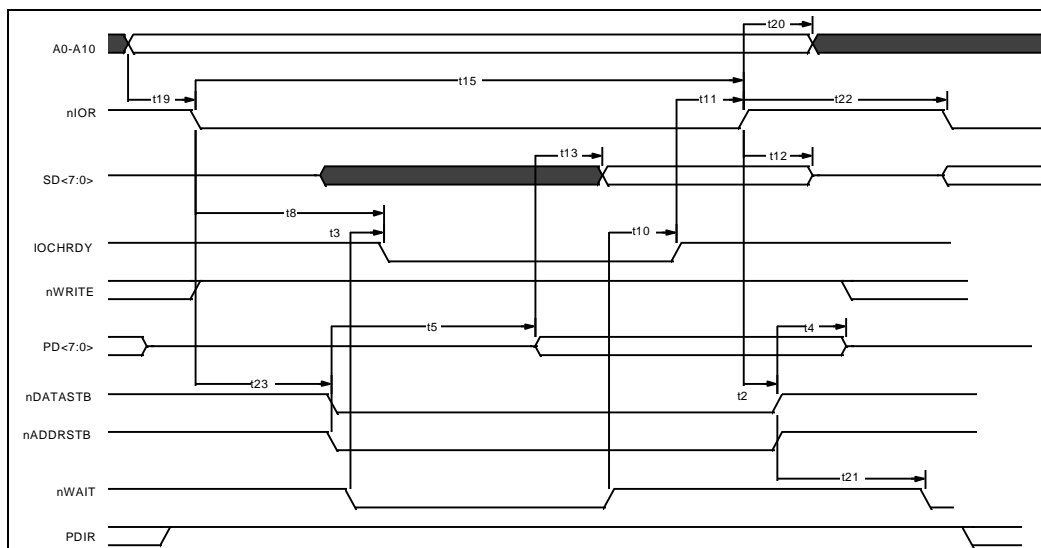 t20
A0-A10
t15
t19
t11
t22
nIOR
t13
t12
SD<7:0>
t8
t3
t10
IOCHRDY
nWRITE
t5
t4
PD<7:0>
t23
t2
nDATASTB
nADDRSTB
t21
nWAIT
PDIR